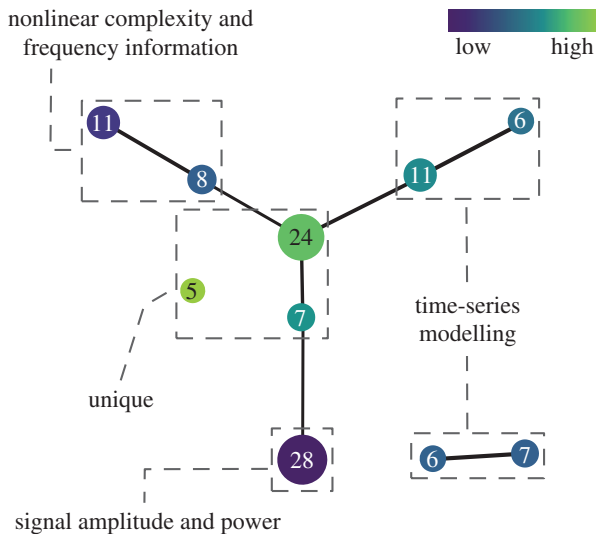 nonlinear complexity and
frequency information
low high
11
6
8
11
24
5
7
time-series
modelling
unique
28
6
7
signal amplitude and power